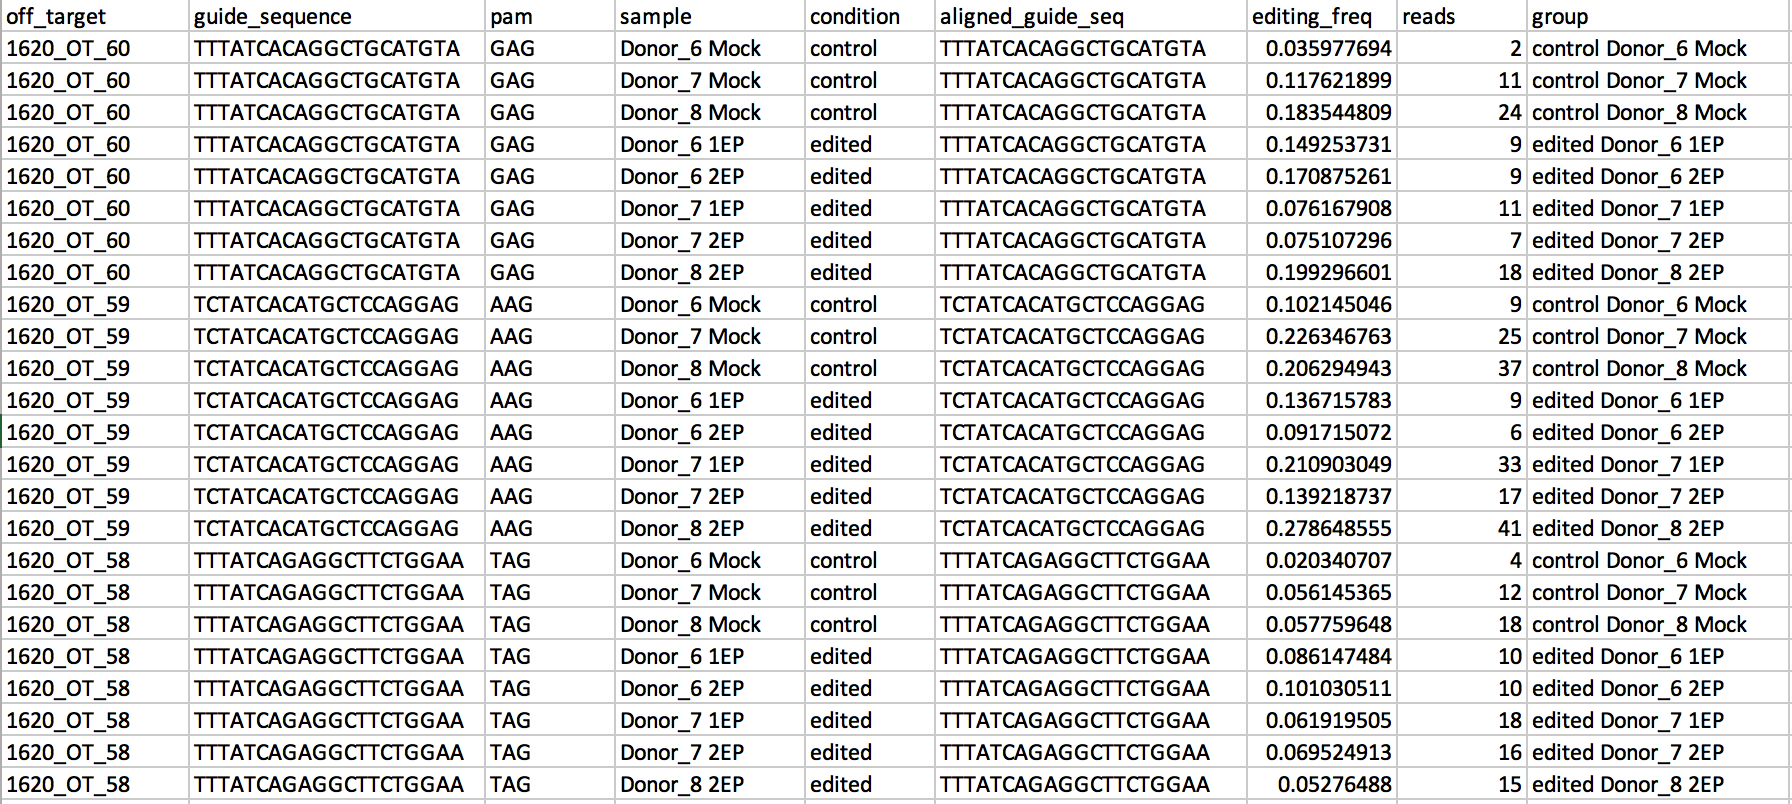 off_target guide_sequence pam sample condition aligned_guide_seq editing_freq reads group
1620_OT_60 TTTATCACAGGCTGCATGTA GAG Donor_6 Mock control TTTATCACAGGCTGCATGTA 0.035977694 2 control Donor_6 Mock
1620_OT_60 TTTATCACAGGCTGCATGTA GAG Donor_7 Mock control TTTATCACAGGCTGCATGTA 0.117621899 11 control Donor_7 Mock
1620_OT_60 TTTATCACAGGCTGCATGTA GAG Donor_8 Mock control TTTATCACAGGCTGCATGTA 0.183544809 24 control Donor_8 Mock
1620_OT_60 TTTATCACAGGCTGCATGTA GAG Donor_6 1EP edited TTTATCACAGGCTGCATGTA 0.149253731 9 edited Donor_6 1EP
1620_OT_60 TTTATCACAGGCTGCATGTA GAG Donor_6 2EP edited TTTATCACAGGCTGCATGTA 0.170875261 9 edited Donor_6 2EP
1620_OT_60 TTTATCACAGGCTGCATGTA GAG Donor_7 1EP edited TTTATCACAGGCTGCATGTA 0.076167908 11 edited Donor_7 1EP
1620_OT_60 TTTATCACAGGCTGCATGTA GAG Donor_7 2EP edited TTTATCACAGGCTGCATGTA 0.075107296 7 edited Donor_7 2EP
1620_OT_60 TTTATCACAGGCTGCATGTA GAG Donor_8 2EP edited TTTATCACAGGCTGCATGTA 0.199296601 18 edited Donor_8 2EP
1620_OT_59 TCTATCACATGCTCCAGGAG AAG Donor_6 Mock control TCTATCACATGCTCCAGGAG 0.102145046 9 control Donor_6 Mock
1620_OT_59 TCTATCACATGCTCCAGGAG AAG Donor_7 Mock control TCTATCACATGCTCCAGGAG 0.226346763 25 control Donor_7 Mock
1620_OT_59 TCTATCACATGCTCCAGGAG AAG Donor_8 Mock control TCTATCACATGCTCCAGGAG 0.206294943 37 control Donor_8 Mock
1620_OT_59 TCTATCACATGCTCCAGGAG AAG Donor_6 1EP edited TCTATCACATGCTCCAGGAG 0.136715783 9 edited Donor_6 1EP
1620_OT_59 TCTATCACATGCTCCAGGAG AAG Donor_6 2EP edited TCTATCACATGCTCCAGGAG 0.091715072 6 edited Donor_6 2EP
1620_OT_59 TCTATCACATGCTCCAGGAG AAG Donor_7 1EP edited TCTATCACATGCTCCAGGAG 0.210903049 33 edited Donor_7 1EP
1620_OT_59 TCTATCACATGCTCCAGGAG AAG Donor_7 2EP edited TCTATCACATGCTCCAGGAG 0.139218737 17 edited Donor_7 2EP
1620_OT_59 TCTATCACATGCTCCAGGAG AAG Donor_8 2EP edited TCTATCACATGCTCCAGGAG 0.278648555 41 edited Donor_8 2EP
1620_OT_58 TTTATCAGAGGCTTCTGGAA TAG Donor_6 Mock control TTTATCAGAGGCTTCTGGAA 0.020340707 4 control Donor_6 Mock
1620_OT_58 TTTATCAGAGGCTTCTGGAA TAG Donor_7 Mock control TTTATCAGAGGCTTCTGGAA 0.056145365 12 control Donor_7 Mock
1620_OT_58 TTTATCAGAGGCTTCTGGAA TAG Donor_8 Mock control TTTATCAGAGGCTTCTGGAA 0.057759648 18 control Donor_8 Mock
1620_OT_58 TTTATCAGAGGCTTCTGGAA TAG Donor_6 1EP edited TTTATCAGAGGCTTCTGGAA 0.086147484 10 edited Donor_6 1EP
1620_OT_58 TTTATCAGAGGCTTCTGGAA TAG Donor_6 2EP edited TTTATCAGAGGCTTCTGGAA 0.101030511 10 edited Donor_6 2EP
1620_OT_58 TTTATCAGAGGCTTCTGGAA TAG Donor_7 1EP edited TTTATCAGAGGCTTCTGGAA 0.061919505 18 edited Donor_7 1EP
1620_OT_58 TTTATCAGAGGCTTCTGGAA TAG Donor_7 2EP edited TTTATCAGAGGCTTCTGGAA 0.069524913 16 edited Donor_7 2EP
1620_OT_58 TTTATCAGAGGCTTCTGGAA TAG Donor_8 2EP edited TTTATCAGAGGCTTCTGGAA 0.05276488 15 edited Donor_8 2EP